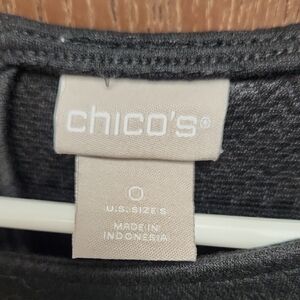 chico's®
0
U.S. SIZE S
MADE IN
INDONESIA